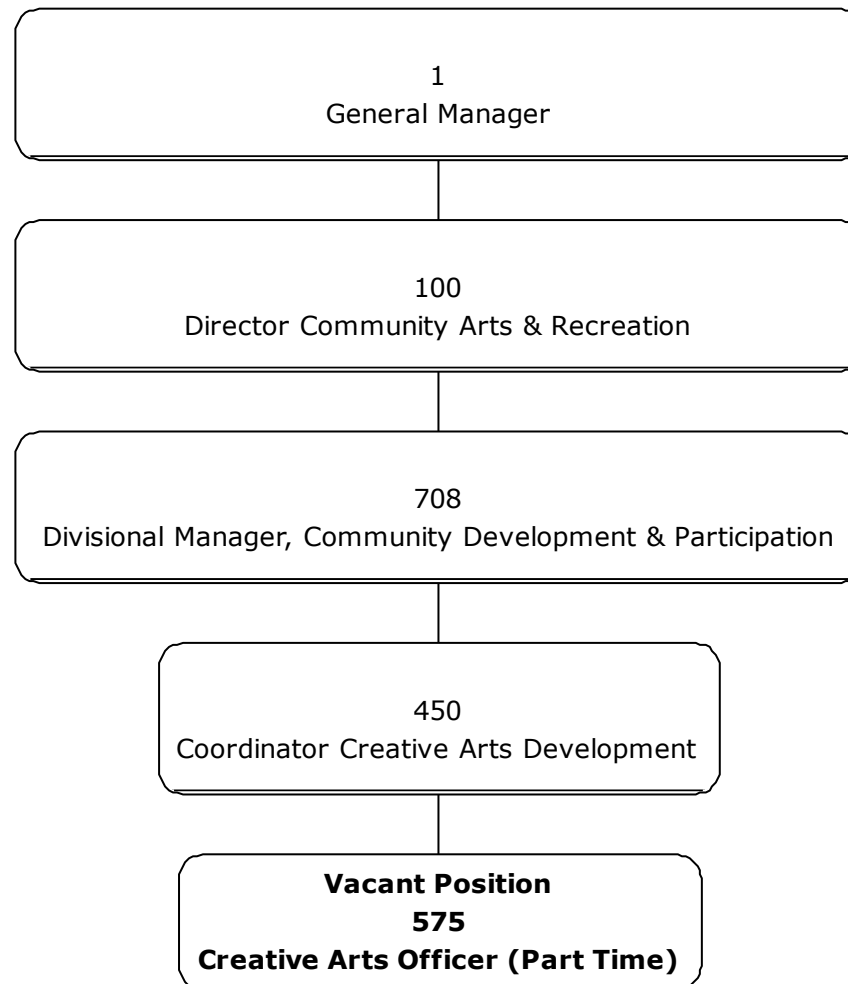 1
General Manager
100
Director Community Arts & Recreation
708
Divisional Manager, Community Development & Participation
450
Coordinator Creative Arts Development
Vacant Position
575
Creative Arts Officer (Part Time)